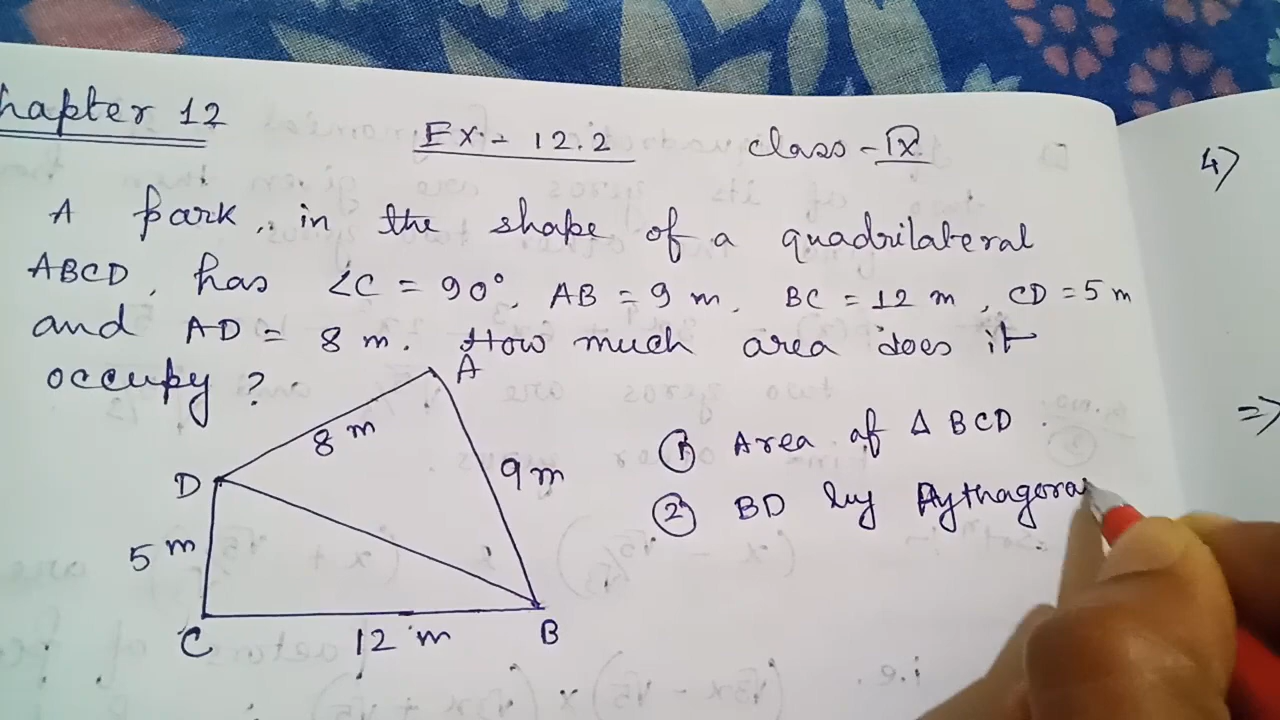 hapter 12
Ex:- 12.2 class - IX
4)
A park, in the shape of a quadrilateral
ABCD, has ∠C = 90°, AB = 9 m, BC = 12 m, CD = 5 m
and AD = 8 m. How much area does it
occupy?
A
8 m
D
9 m
5 m
C
12 m
B
① Area of Δ BCD
② BD by Pythagora
=>